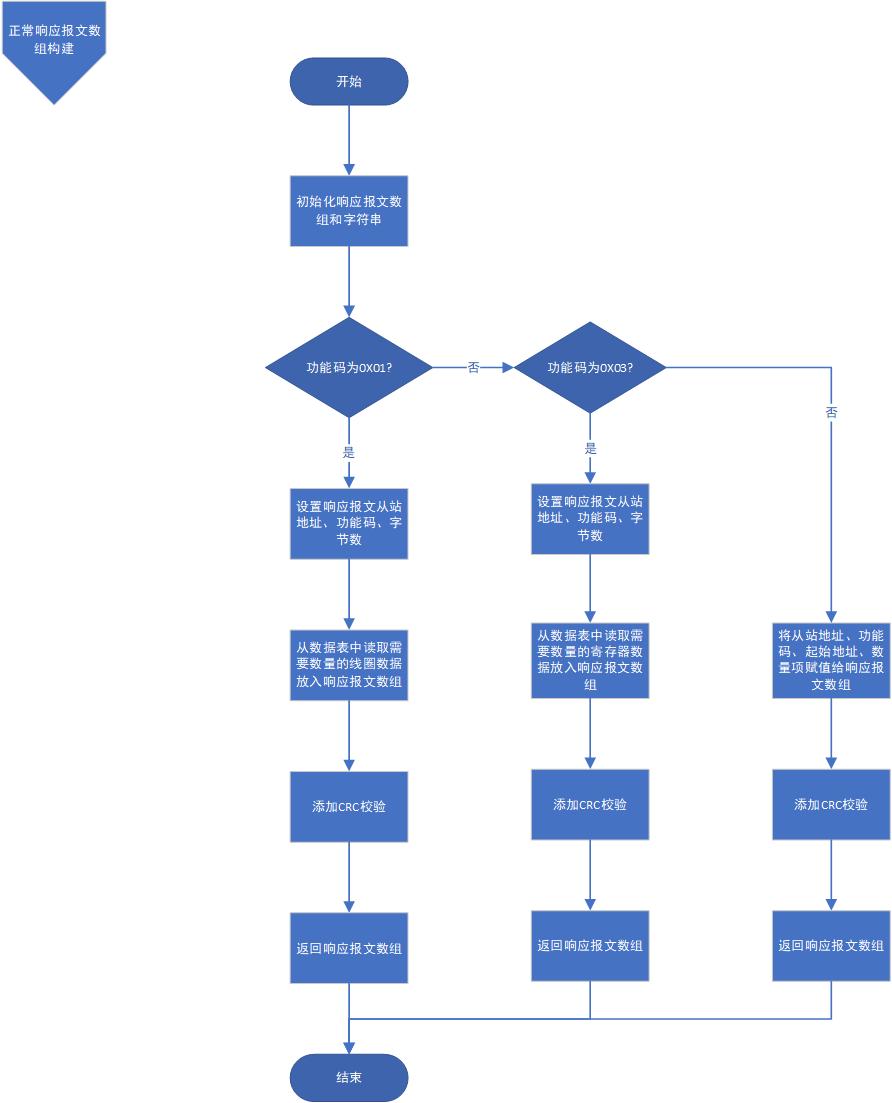 正常响应报文数
组构建
开始
初始化响应报文数
组和字符串
功能码为0X01?
否
功能码为0X03?
否
是
是
设置响应报文从站
地址、功能码、字
节数
设置响应报文从站
地址、功能码、字
节数
从数据表中读取需
要数量的线圈数据
放入响应报文数组
从数据表中读取需
要数量的寄存器数
据放入响应报文数
组
将从站地址、功能
码、起始地址、数
量项赋值给响应报
文数组
添加CRC校验
添加CRC校验
添加CRC校验
返回响应报文数组
返回响应报文数组
返回响应报文数组
结束